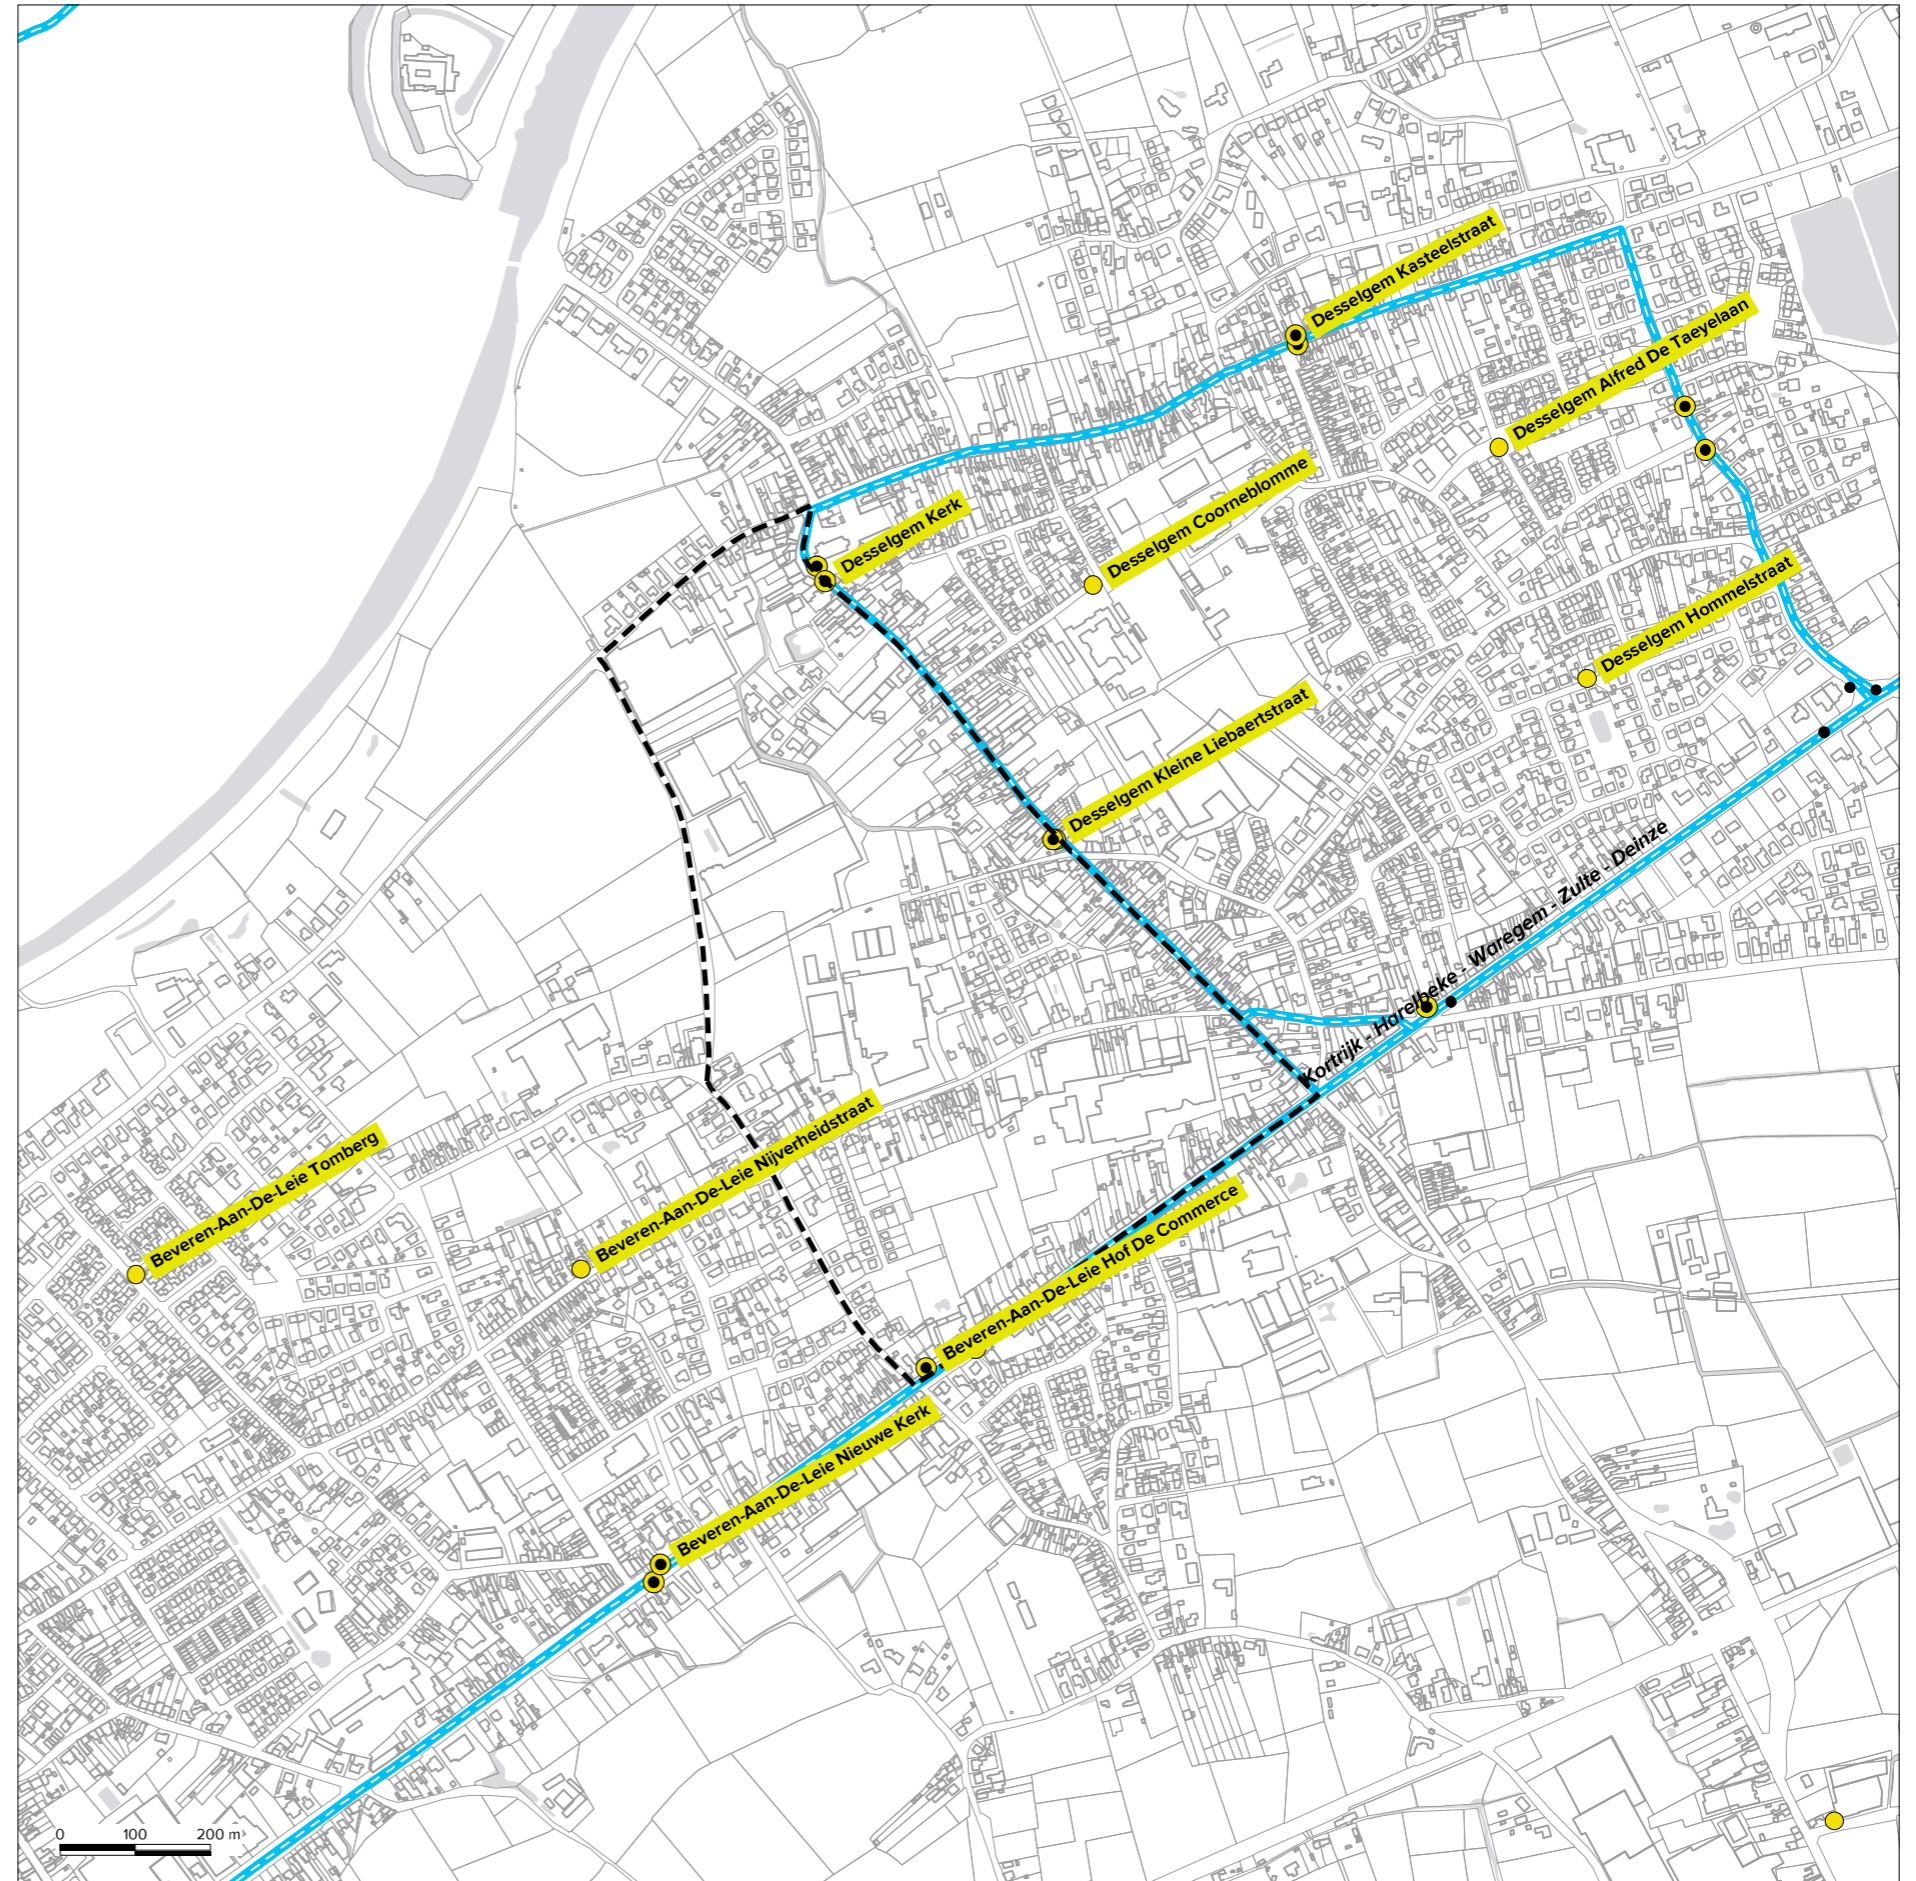 Desselgem Kasteelstraat
Desselgem Alfred De Taeyelaan
Desselgem Kerk
Desselgem Coorneblomme
Desselgem Hommelstraat
Desselgem Kleine Liebaertstraat
Kortrijk - Harelbeke - Waregem - Zulte - Deinze
Beveren-Aan-De-Leie Tomberg
Beveren-Aan-De-Leie Nijverheidstraat
Beveren-Aan-De-Leie Hof De Commerce
Beveren-Aan-De-Leie Nieuwe Kerk
0 100 200 m